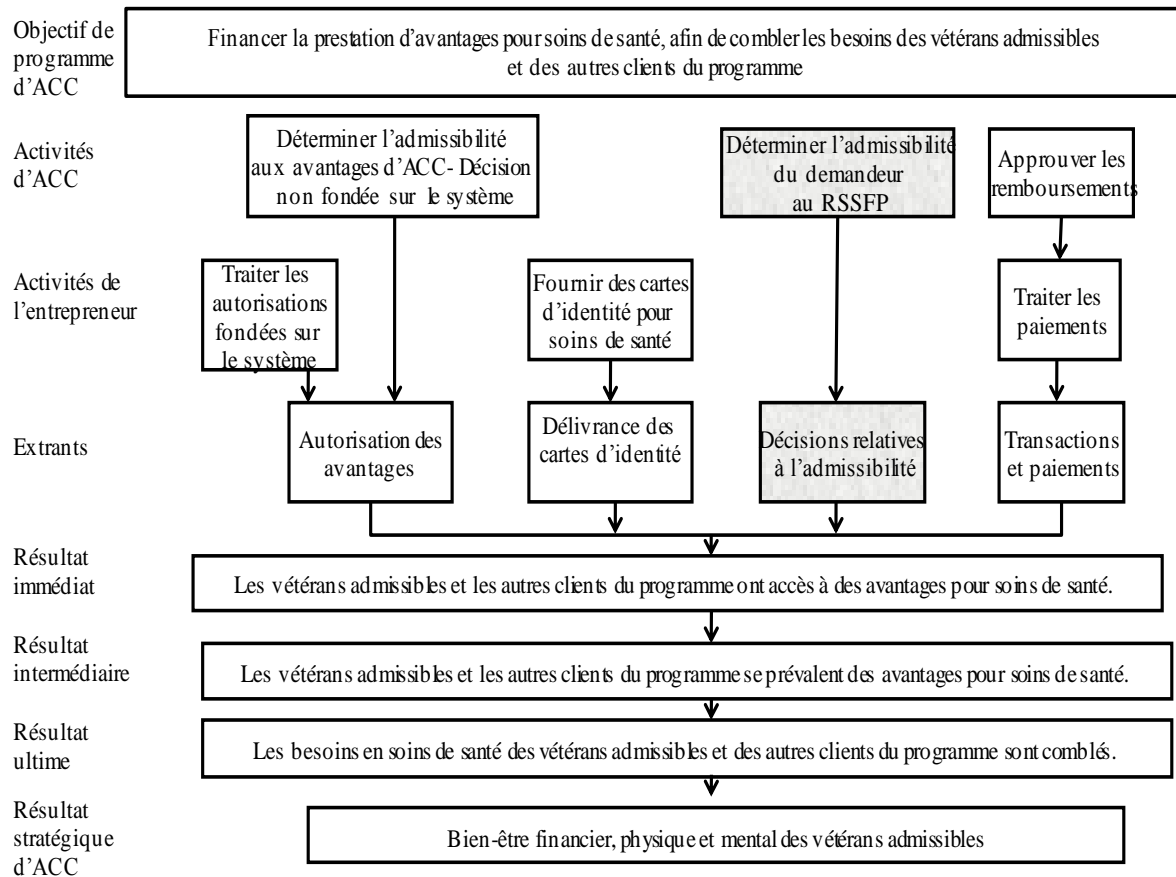 Objectif de
programme
d'ACC
Financer la prestation d'avantages pour soins de santé, afin de combler les besoins des vétérans admissibles
et des autres clients du programme
Activités
d'ACC
Déterminer l'admissibilité
aux avantages d'ACC- Décision
non fondée sur le système
Déterminer l'admissibilité
du demandeur
au RSSFP
Approuver les
remboursements
Activités de
l'entrepreneur
Traiter les
autorisations
fondées sur
le système
Fournir des cartes
d'identité pour
soins de santé
Traiter les
paiements
Extrants
Autorisation des
avantages
Délivrance des
cartes d'identité
Décisions relatives
à l'admissibilité
Transactions
et paiements
Résultat
immédiat
Les vétérans admissibles et les autres clients du programme ont accès à des avantages pour soins de santé.
Résultat
intermédiaire
Les vétérans admissibles et les autres clients du programme se prévalent des avantages pour soins de santé.
Résultat
ultime
Les besoins en soins de santé des vétérans admissibles et des autres clients du programme sont comblés.
Résultat
stratégique
d'ACC
Bien-être financier, physique et mental des vétérans admissibles